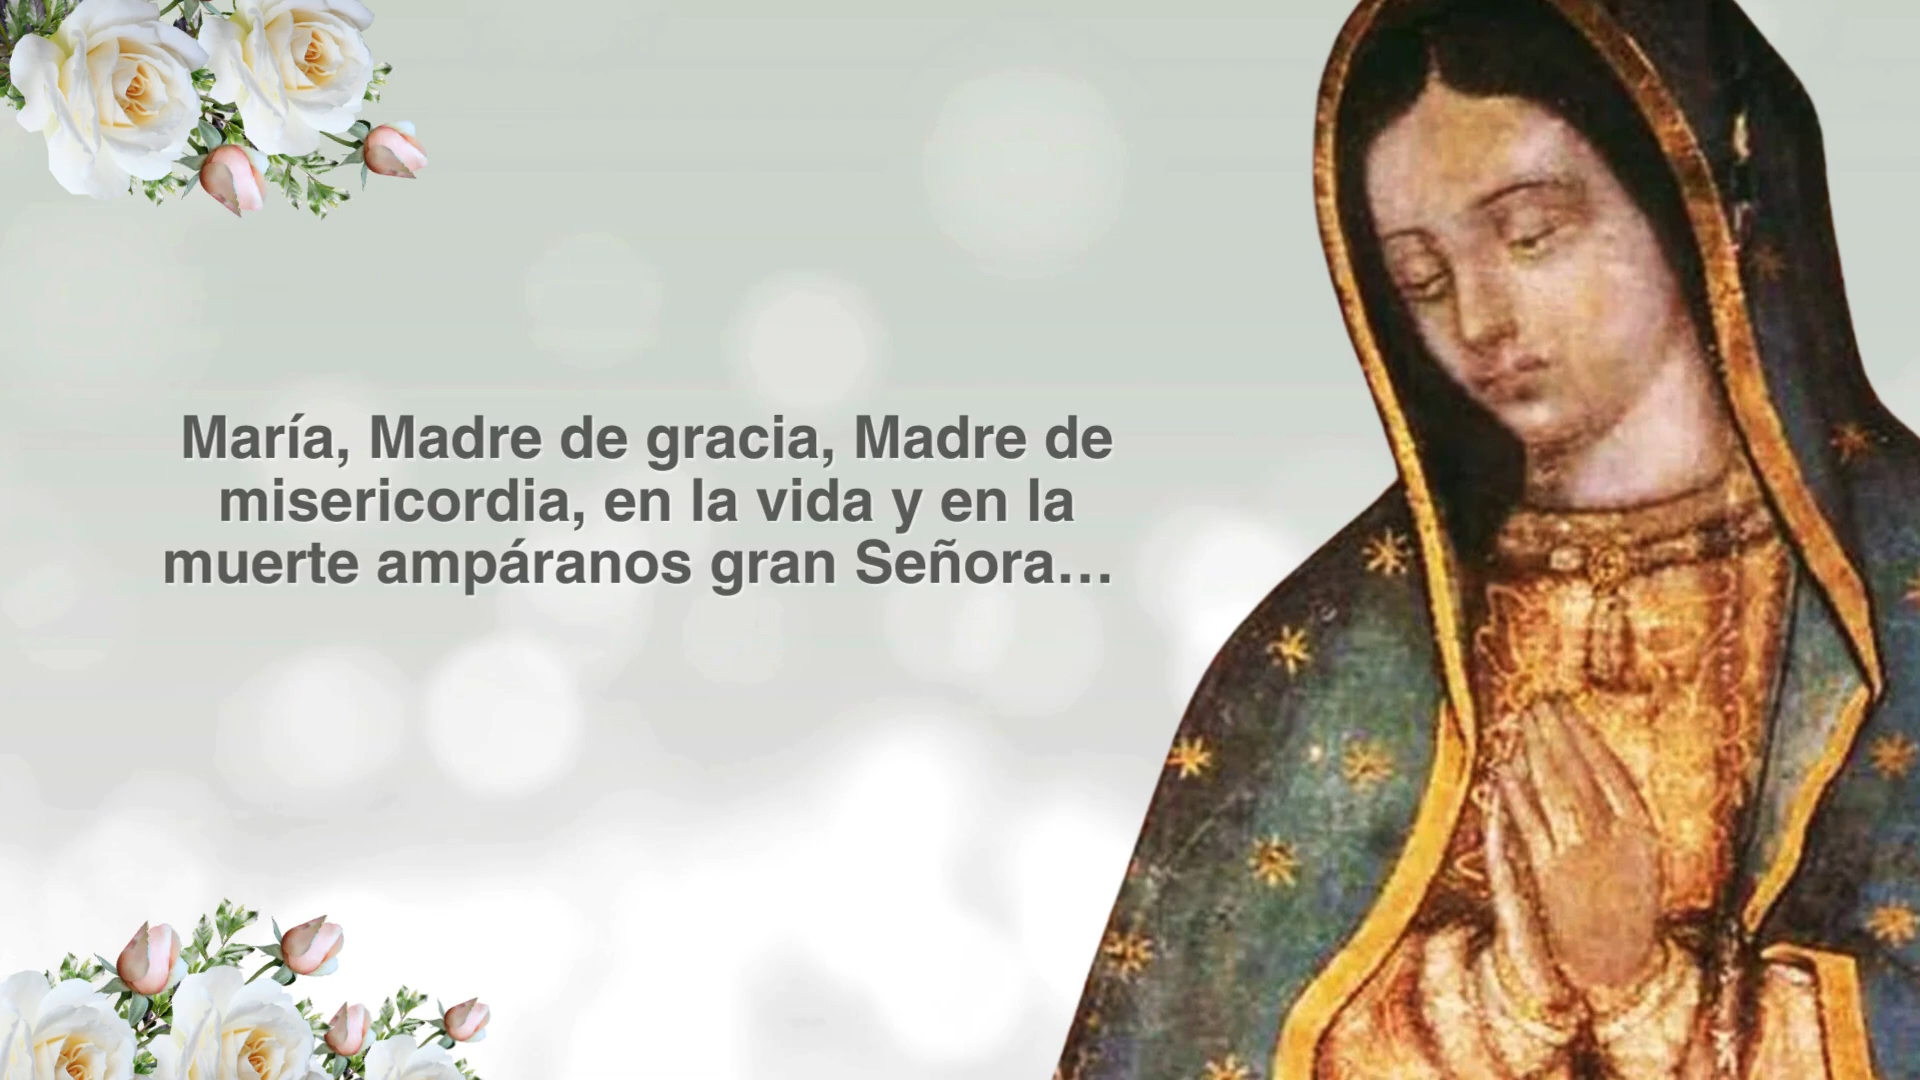 María, Madre de gracia, Madre de
misericordia, en la vida y en la
muerte ampáranos gran Señora…